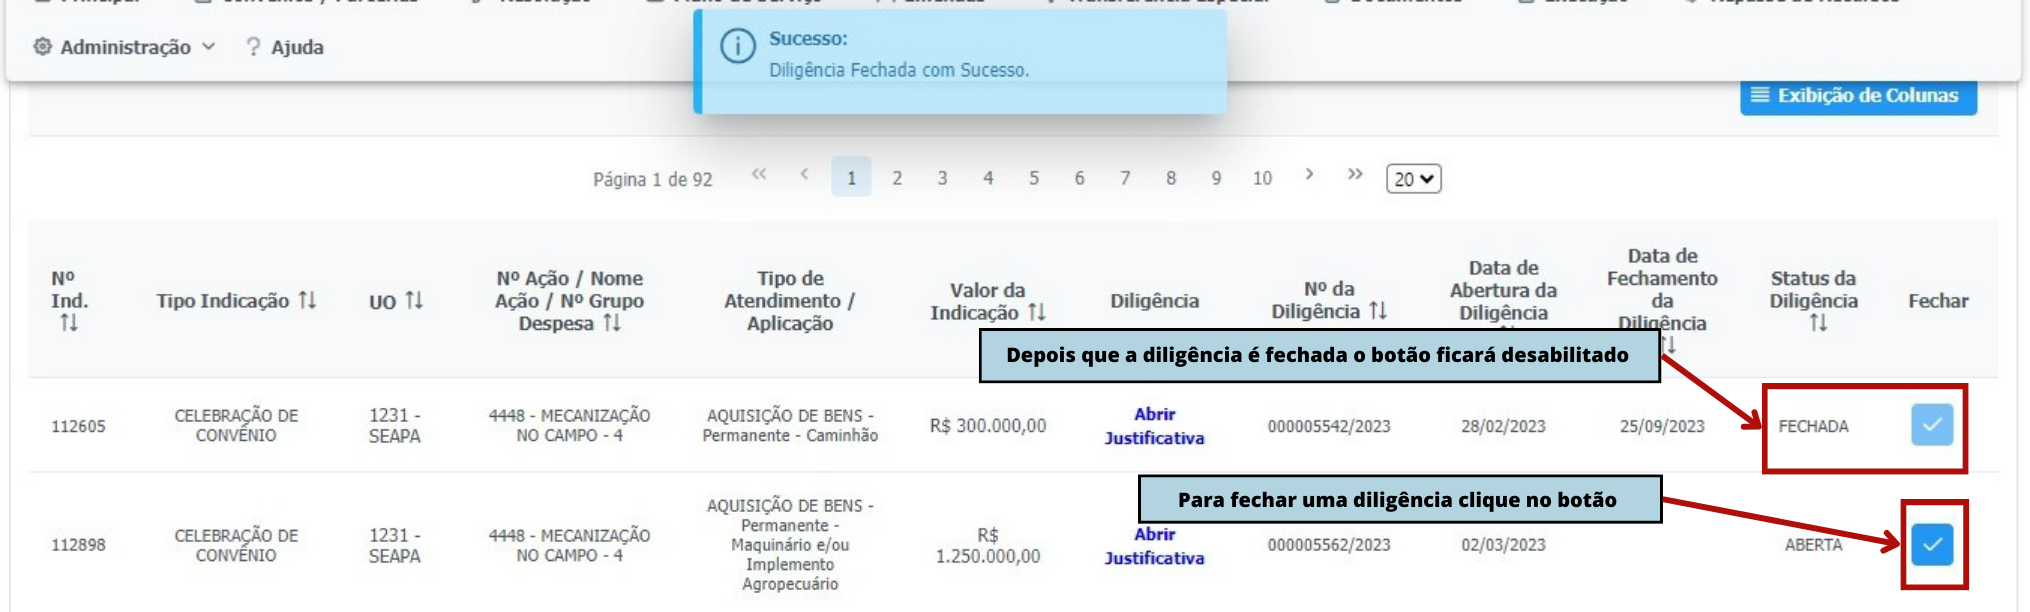 Administração
? Ajuda
Sucesso:
Diligência Fechada com Sucesso.
Exibição de Colunas
Página 1 de 92 << < 1 2 3 4 5 6 7 8 9 10 > >> 20
Nº
Ind.
Tipo Indicação
UO
Nº Ação / Nome
Ação / Nº Grupo
Despesa
Tipo de
Atendimento /
Aplicação
Valor da
Indicação
Diligência
Nº da
Diligência
Data de
Abertura da
Diligência
Data de
Fechamento
da
Diligência
Status da
Diligência
Fechar
Depois que a diligência é fechada o botão ficará desabilitado
112605
CELEBRAÇÃO DE
CONVÊNIO
1231 -
SEAPA
4448 - MECANIZAÇÃO
NO CAMPO - 4
AQUISIÇÃO DE BENS -
Permanente - Caminhão
R$ 300.000,00
Abrir
Justificativa
000005542/2023
28/02/2023
25/09/2023
FECHADA
Para fechar uma diligência clique no botão
112898
CELEBRAÇÃO DE
CONVÊNIO
1231 -
SEAPA
4448 - MECANIZAÇÃO
NO CAMPO - 4
AQUISIÇÃO DE BENS -
Permanente -
Maquinário e/ou
Implemento
Agropecuário
R$
1.250.000,00
Abrir
Justificativa
000005562/2023
02/03/2023
ABERTA